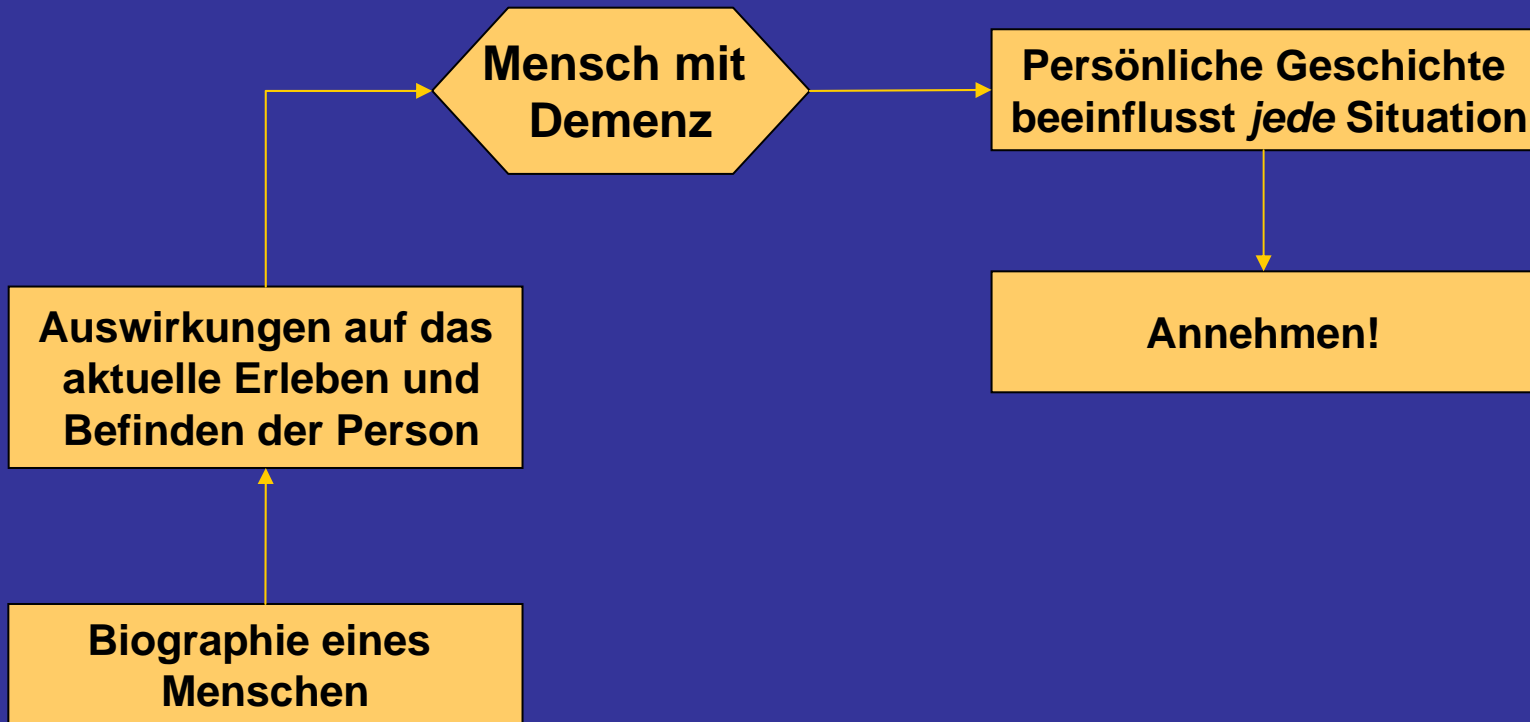 Mensch mit
Demenz
Persönliche Geschichte
beeinflusst jede Situation
Auswirkungen auf das
aktuelle Erleben und
Befinden der Person
Annehmen!
Biographie eines
Menschen